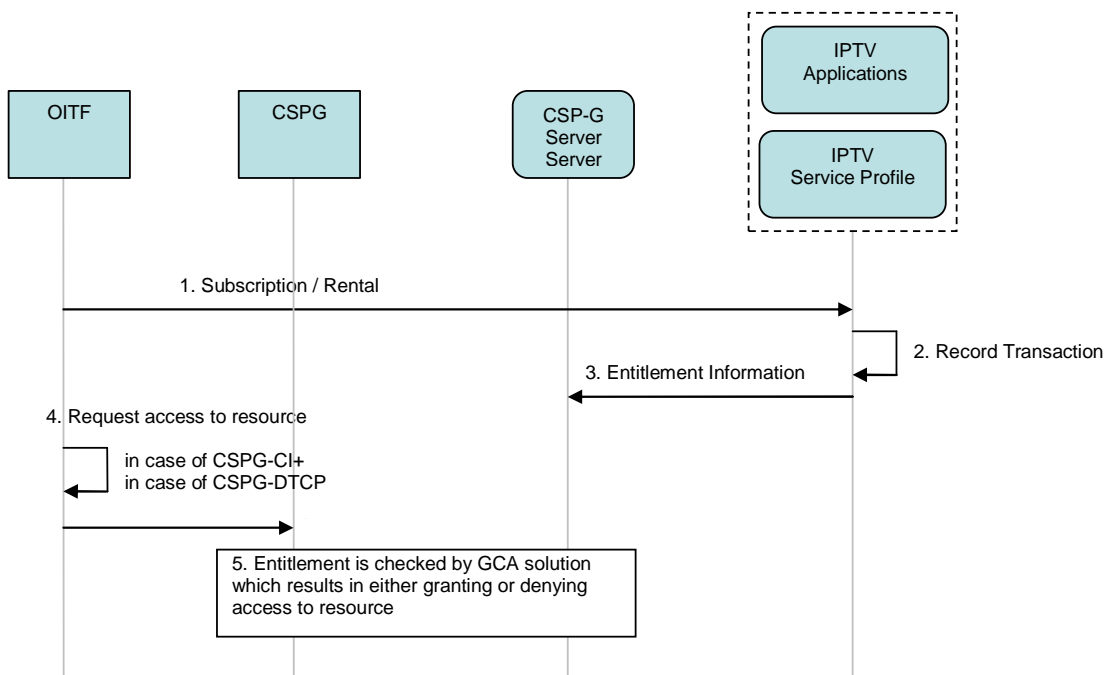 IPTV
Applications
OITF
CSPG
CSP-G
Server
Server
IPTV
Service Profile
1. Subscription / Rental
2. Record Transaction
3. Entitlement Information
4. Request access to resource
in case of CSPG-CI+
in case of CSPG-DTCP
5. Entitlement is checked by GCA solution
which results in either granting or denying
access to resource